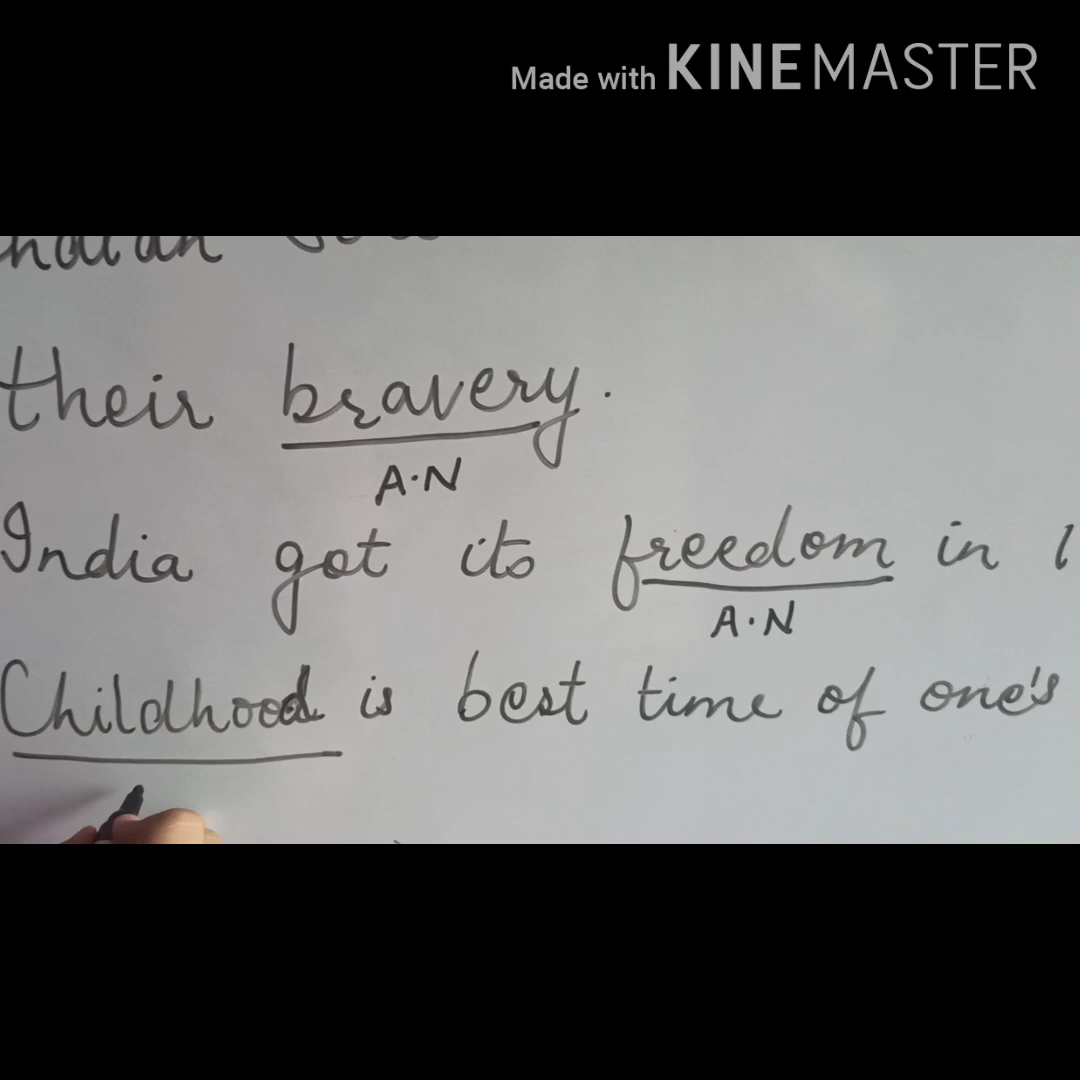 Made with KINEMASTER
their bravery.
A.N
India got its freedom in
A.N
Childhood is best time of one's